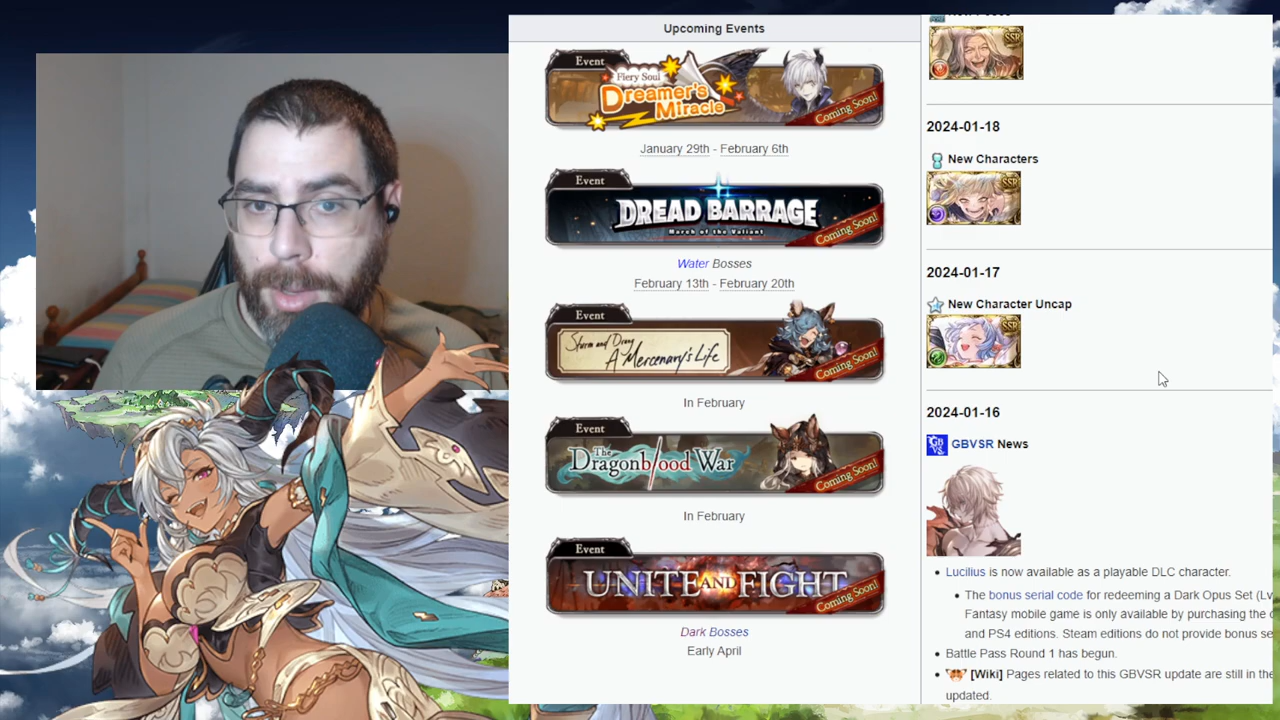 Upcoming Events
Event
Fiery Soul
Dreamer's
Miracle
Coming Soon!
January 29th - February 6th
Event
DREAD BARRAGE
March of the Valiant
Coming Soon!
Water Bosses
February 13th - February 20th
Event
Sturm and Drang
A Mercenary's Life
Coming Soon!
In February
Event
The
Dragonblood War
Coming Soon!
In February
Event
UNITE AND FIGHT
Coming Soon!
Dark Bosses
Early April
SSR
2024-01-18
New Characters
SSR
2024-01-17
New Character Uncap
SSR
2024-01-16
GBVS
GBVSR News
Lucilius is now available as a playable DLC character.
The bonus serial code for redeeming a Dark Opus Set (Lv
Fantasy mobile game is only available by purchasing the
and PS4 editions. Steam editions do not provide bonus se
Battle Pass Round 1 has begun.
[Wiki] Pages related to this GBVSR update are still in the
updated.